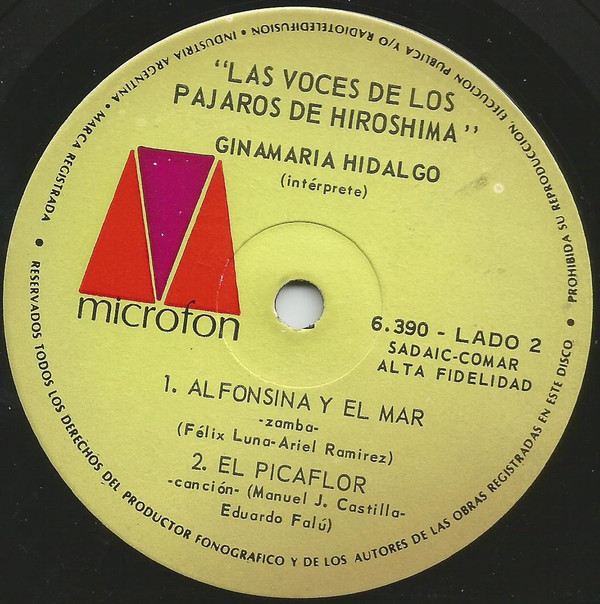 "LAS VOCES DE LOS
PAJAROS DE HIROSHIMA"
GINAMARIA HIDALGO
(intérprete)
microfon
6.390 - LADO 2
SADAIC-COMAR
ALTA FIDELIDAD
1. ALFONSINA Y EL MAR
-zamba-
(Félix Luna-Ariel Ramirez)
2. EL PICAFLOR
-canción- (Manuel J. Castilla-
Eduardo Falú)
RESERVADOS TODOS LOS DERECHOS DEL PRODUCTOR FONOGRAFICO Y DE LOS AUTORES DE LAS OBRAS REGISTRADAS EN ESTE DISCO • PROHIBIDA SU REPRODUCCION, EJECUCION PUBLICA Y/O RADIOTELEDIFUSION • INDUSTRIA ARGENTINA • MARCA REGISTRADA •